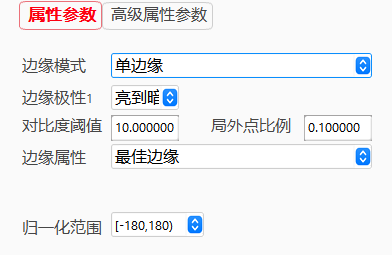 属性参数 高级属性参数
边缘模式 单边缘
边缘极性1 亮到暗
对比度阈值 10.000000 局外点比例 0.100000
边缘属性 最佳边缘
归一化范围 [-180,180)